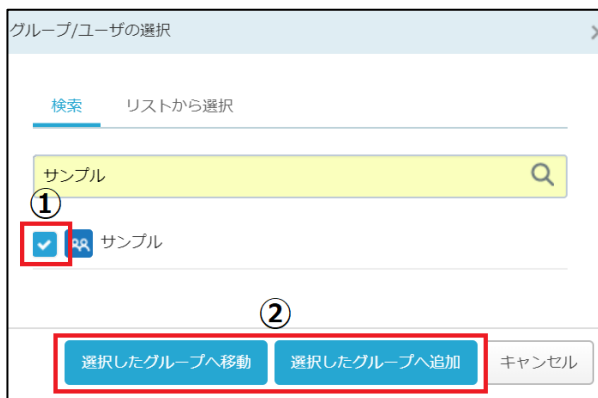 グループ/ユーザの選択
検索 リストから選択
サンプル
①
サンプル
②
選択したグループへ移動 選択したグループへ追加 キャンセル